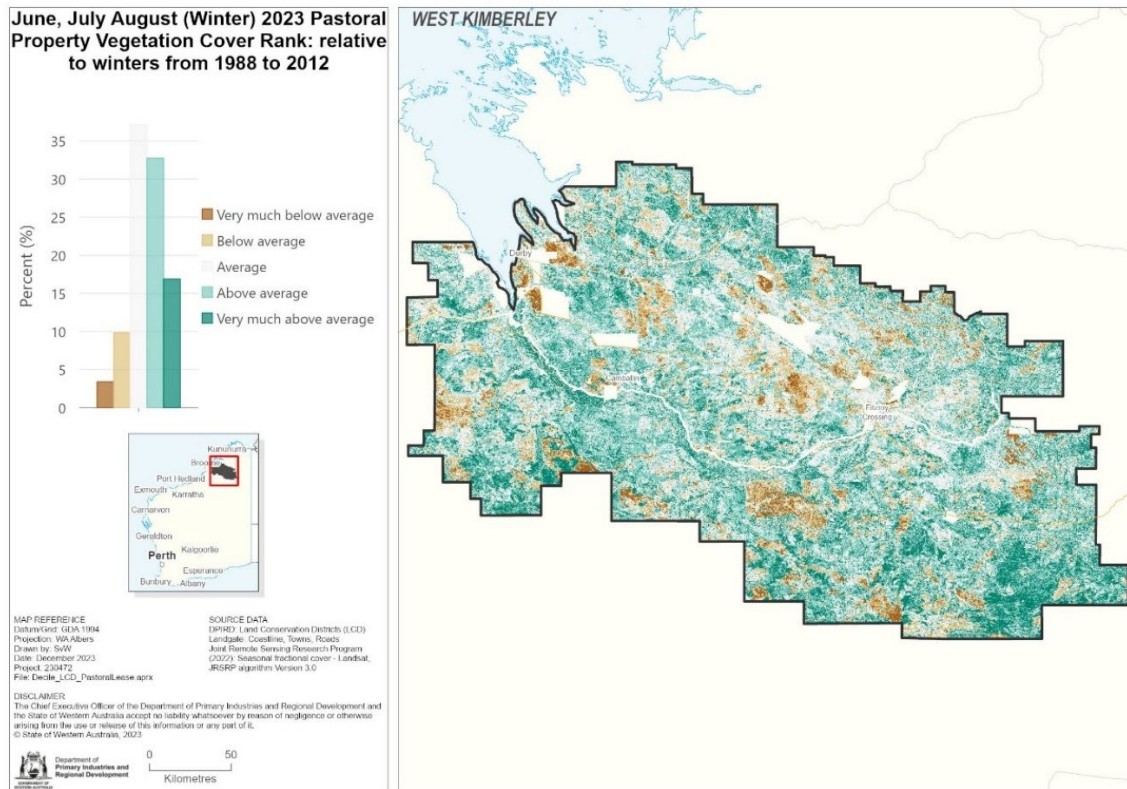 June, July August (Winter) 2023 Pastoral
Property Vegetation Cover Rank: relative
to winters from 1988 to 2012
Percent (%)
35
30
25
20
15
10
5
0
Very much below average
Below average
Average
Above average
Very much above average
Kununurra
Broome
Port Hedland
Exmouth
Karratha
Carnarvon
Geraldton
Kalgoorlie
Perth
Esperance
Bunbury
Albany
MAP REFERENCE
Datum/Grid: GDA 1994
Projection: WA Albers
Drawn by: SvW
Date: December 2023
Project: 230472
File: Decile_LCD_PastoralLease.aprx
SOURCE DATA
DPIRD: Land Conservation Districts (LCD)
Landgate: Coastline, Towns, Roads
Joint Remote Sensing Research Program
(2022): Seasonal fractional cover - Landsat,
JRSRP algorithm Version 3.0
DISCLAIMER
The Chief Executive Officer of the Department of Primary Industries and Regional Development and
the State of Western Australia accept no liability whatsoever by reason of negligence or otherwise
arising from the use or release of this information or any part of it.
© State of Western Australia, 2023
GOVERNMENT OF
WESTERN AUSTRALIA
Department of
Primary Industries and
Regional Development
0 50
Kilometres
WEST KIMBERLEY
Derby
Camballin
Fitzroy
Crossing